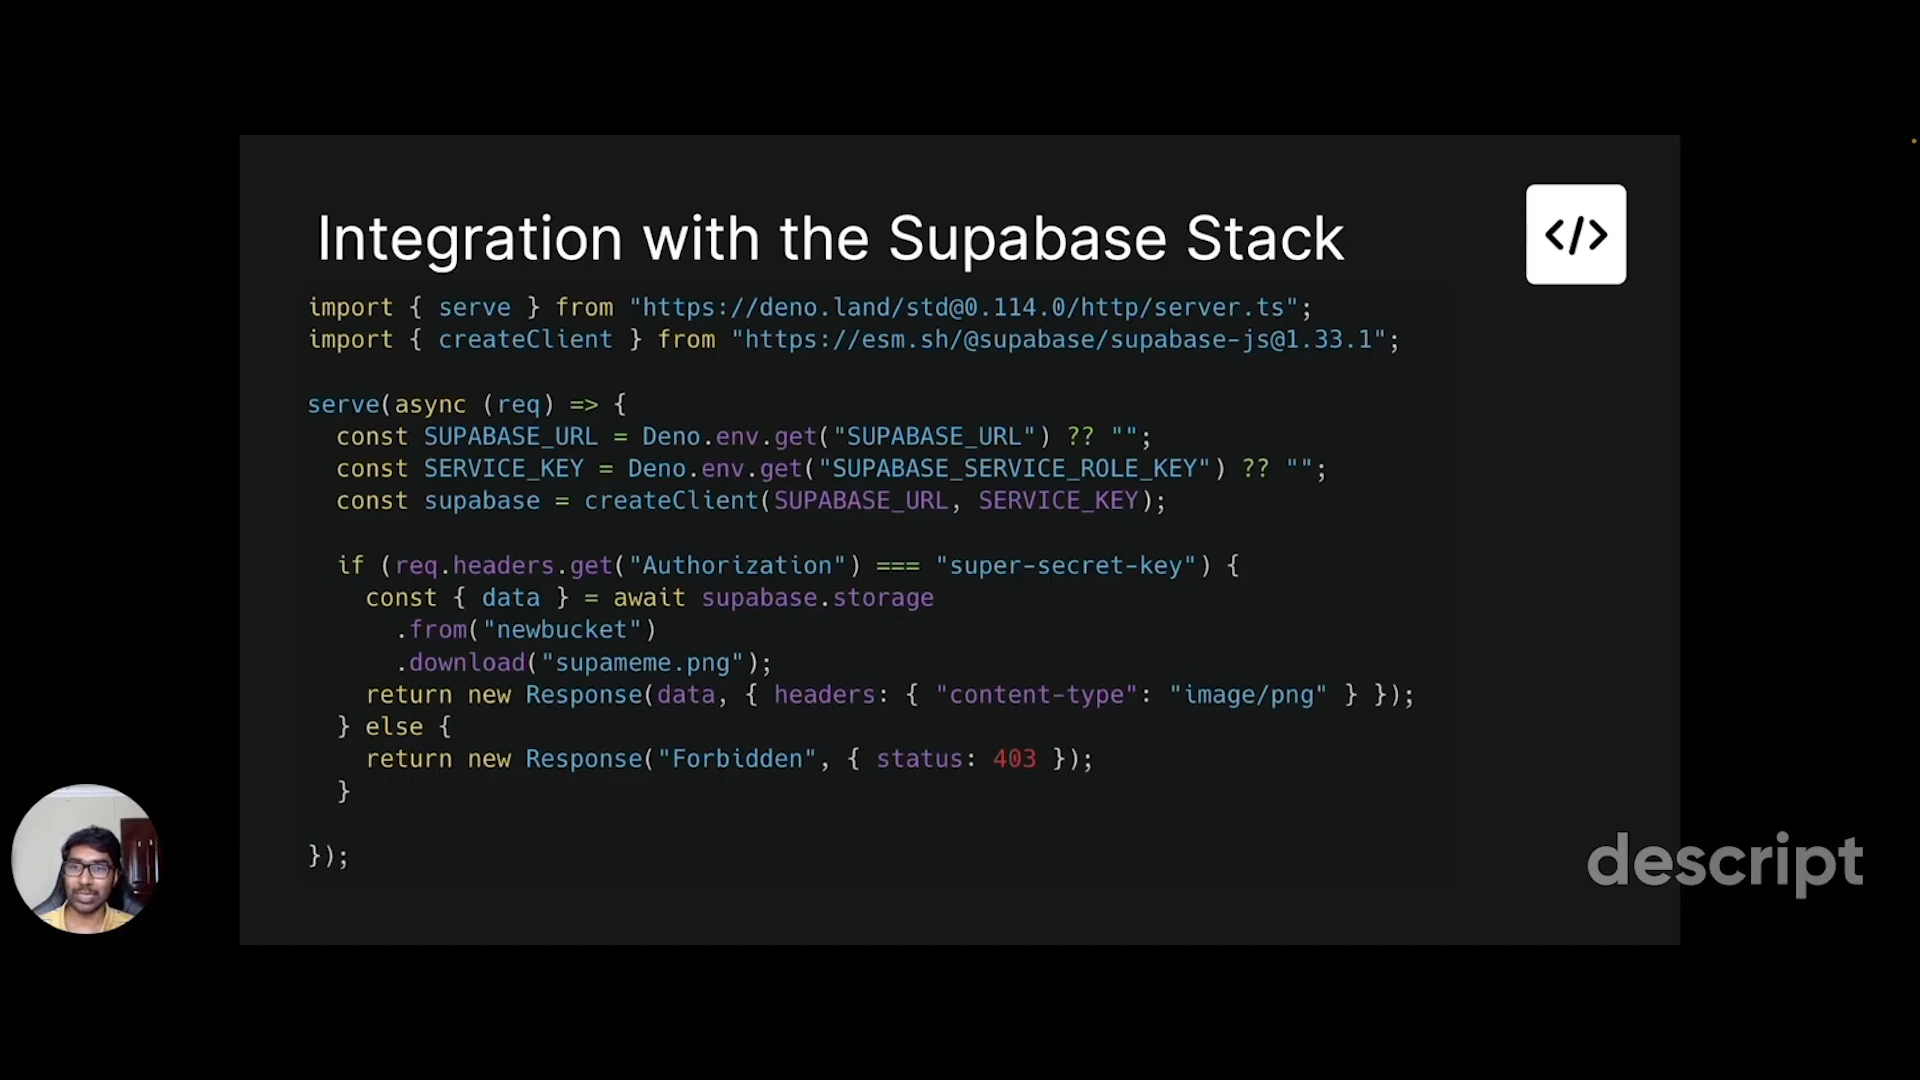 Integration with the Supabase Stack
</>
import { serve } from "https://deno.land/std@0.114.0/http/server.ts";
import { createClient } from "https://esm.sh/@supabase/supabase-js@1.33.1";
serve(async (req) => {
  const SUPABASE_URL = Deno.env.get("SUPABASE_URL") ?? "";
  const SERVICE_KEY = Deno.env.get("SUPABASE_SERVICE_ROLE_KEY") ?? "";
  const supabase = createClient(SUPABASE_URL, SERVICE_KEY);
  if (req.headers.get("Authorization") === "super-secret-key") {
    const { data } = await supabase.storage
      .from("newbucket")
      .download("supameme.png");
    return new Response(data, { headers: { "content-type": "image/png" } });
  } else {
    return new Response("Forbidden", { status: 403 });
  }
});
descript